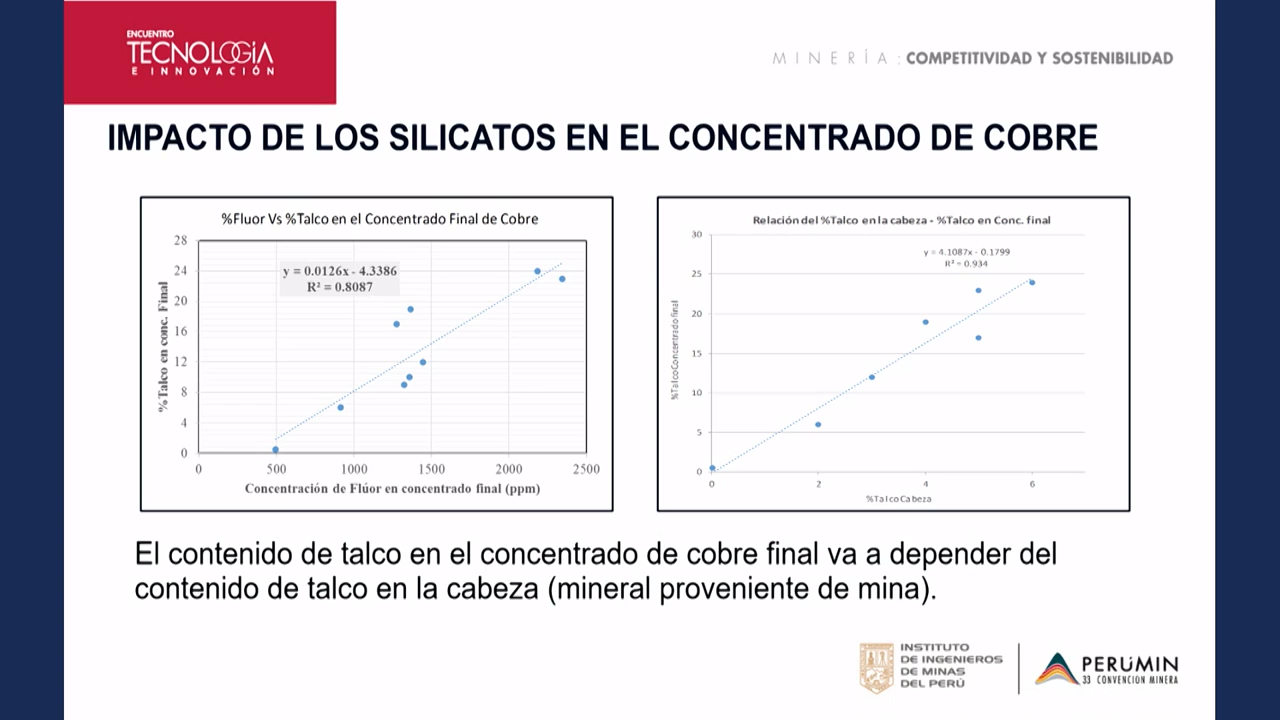 ENCUENTRO
TECNOLOGÍA
E INNOVACIÓN
MINERÍA: COMPETITIVIDAD Y SOSTENIBILIDAD
IMPACTO DE LOS SILICATOS EN EL CONCENTRADO DE COBRE
%Fluor Vs %Talco en el Concentrado Final de Cobre
28
24
20
16
12
8
4
0
%Talco en conc. Final
y = 0.0126x - 4.3386
R² = 0.8087
0 500 1000 1500 2000 2500
Concentración de Flúor en concentrado final (ppm)
Relación del %Talco en la cabeza - %Talco en Conc. final
30
25
20
15
10
5
0
%Talco Concentrado final
y = 4.1087x - 0.1799
R² = 0.934
0 2 4 6
%Talco Cabeza
El contenido de talco en el concentrado de cobre final va a depender del
contenido de talco en la cabeza (mineral proveniente de mina).
INSTITUTO
DE INGENIEROS
DE MINAS
DEL PERÚ
PERUMIN
33 CONVENCIÓN MINERA